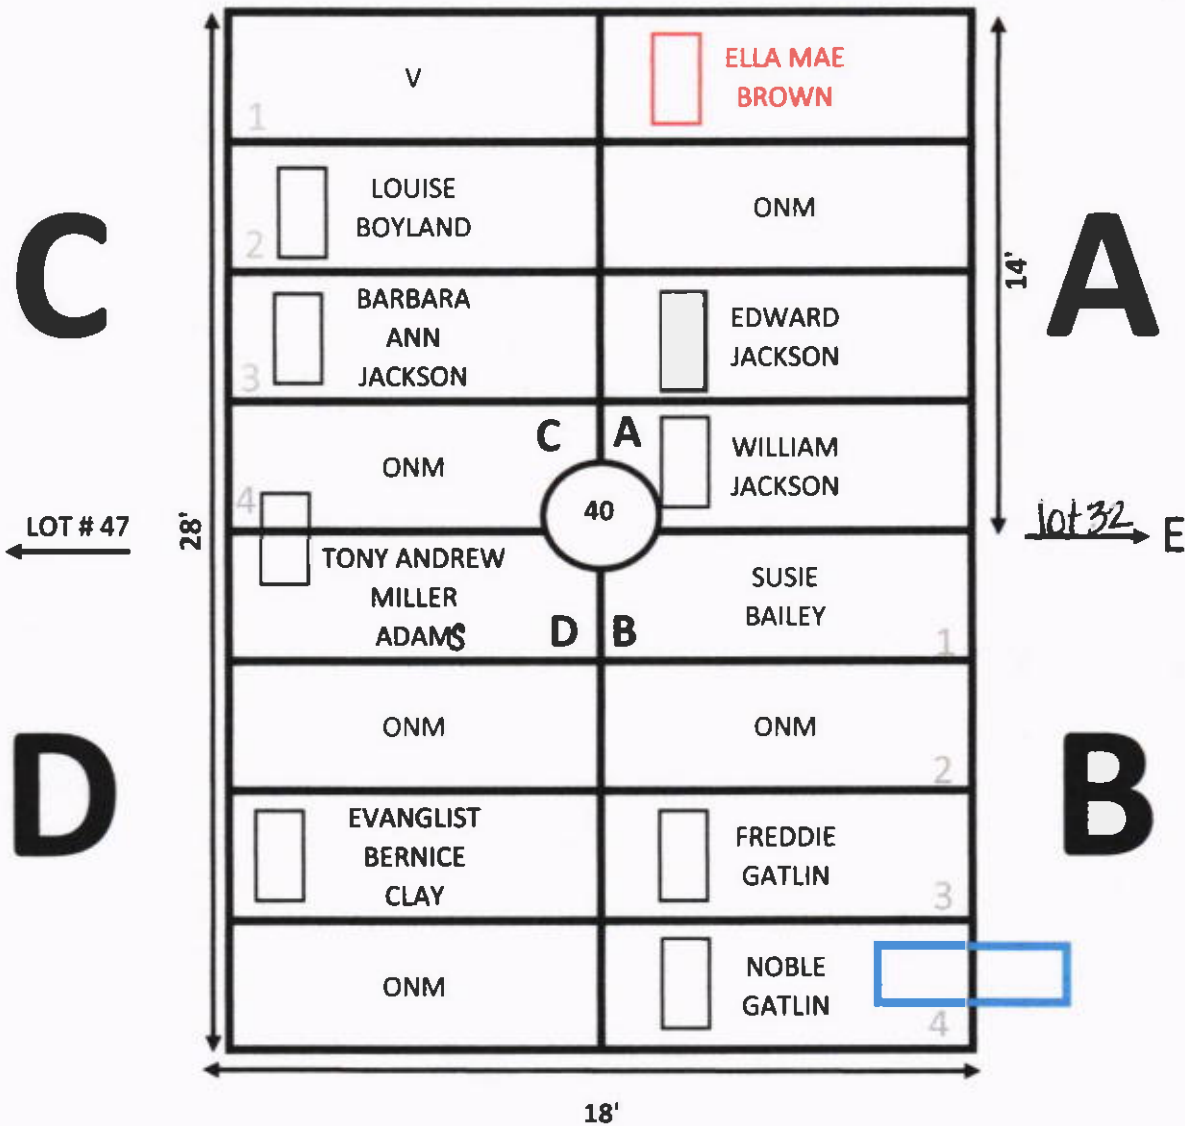 V
1
ELLA MAE
BROWN
C
LOUISE
BOYLAND
2
ONM
A
14'
BARBARA
ANN
JACKSON
3
EDWARD
JACKSON
ONM
4
C
A
WILLIAM
JACKSON
40
LOT # 47
28'
lot 32
E
TONY ANDREW
MILLER
ADAMS
D
B
SUSIE
BAILEY
1
D
ONM
ONM
2
B
EVANGLIST
BERNICE
CLAY
FREDDIE
GATLIN
3
ONM
NOBLE
GATLIN
4
18'